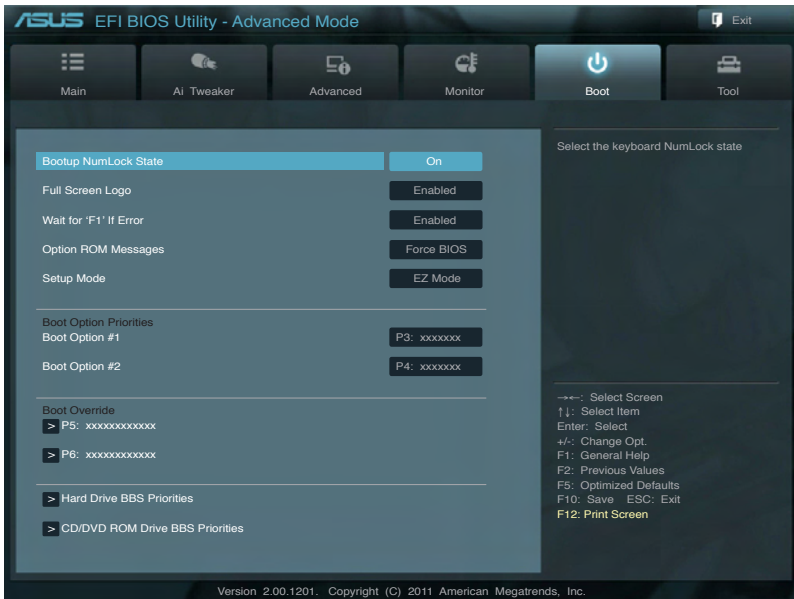 ASUS EFI BIOS Utility - Advanced Mode
Exit
Main
Ai Tweaker
Advanced
Monitor
Boot
Tool
Bootup NumLock State On
Full Screen Logo Enabled
Wait for ‘F1’ If Error Enabled
Option ROM Messages Force BIOS
Setup Mode EZ Mode
Boot Option Priorities
Boot Option #1 P3: xxxxxxx
Boot Option #2 P4: xxxxxxx
Boot Override
> P5: xxxxxxxxxxxx
> P6: xxxxxxxxxxxx
> Hard Drive BBS Priorities
> CD/DVD ROM Drive BBS Priorities
Select the keyboard NumLock state
→←: Select Screen
↑↓: Select Item
Enter: Select
+/-: Change Opt.
F1: General Help
F2: Previous Values
F5: Optimized Defaults
F10: Save ESC: Exit
F12: Print Screen
Version 2.00.1201. Copyright (C) 2011 American Megatrends, Inc.